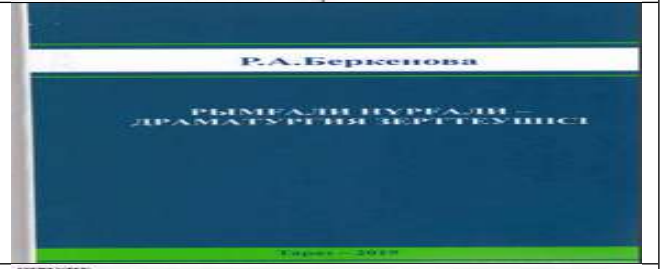 Р.А.Беркенова
РЫМҒАЛИ НҰРҒАЛИ –
ДРАМАТУРГИЯ ЗЕРТТЕУШІСІ
Тараз – 2019